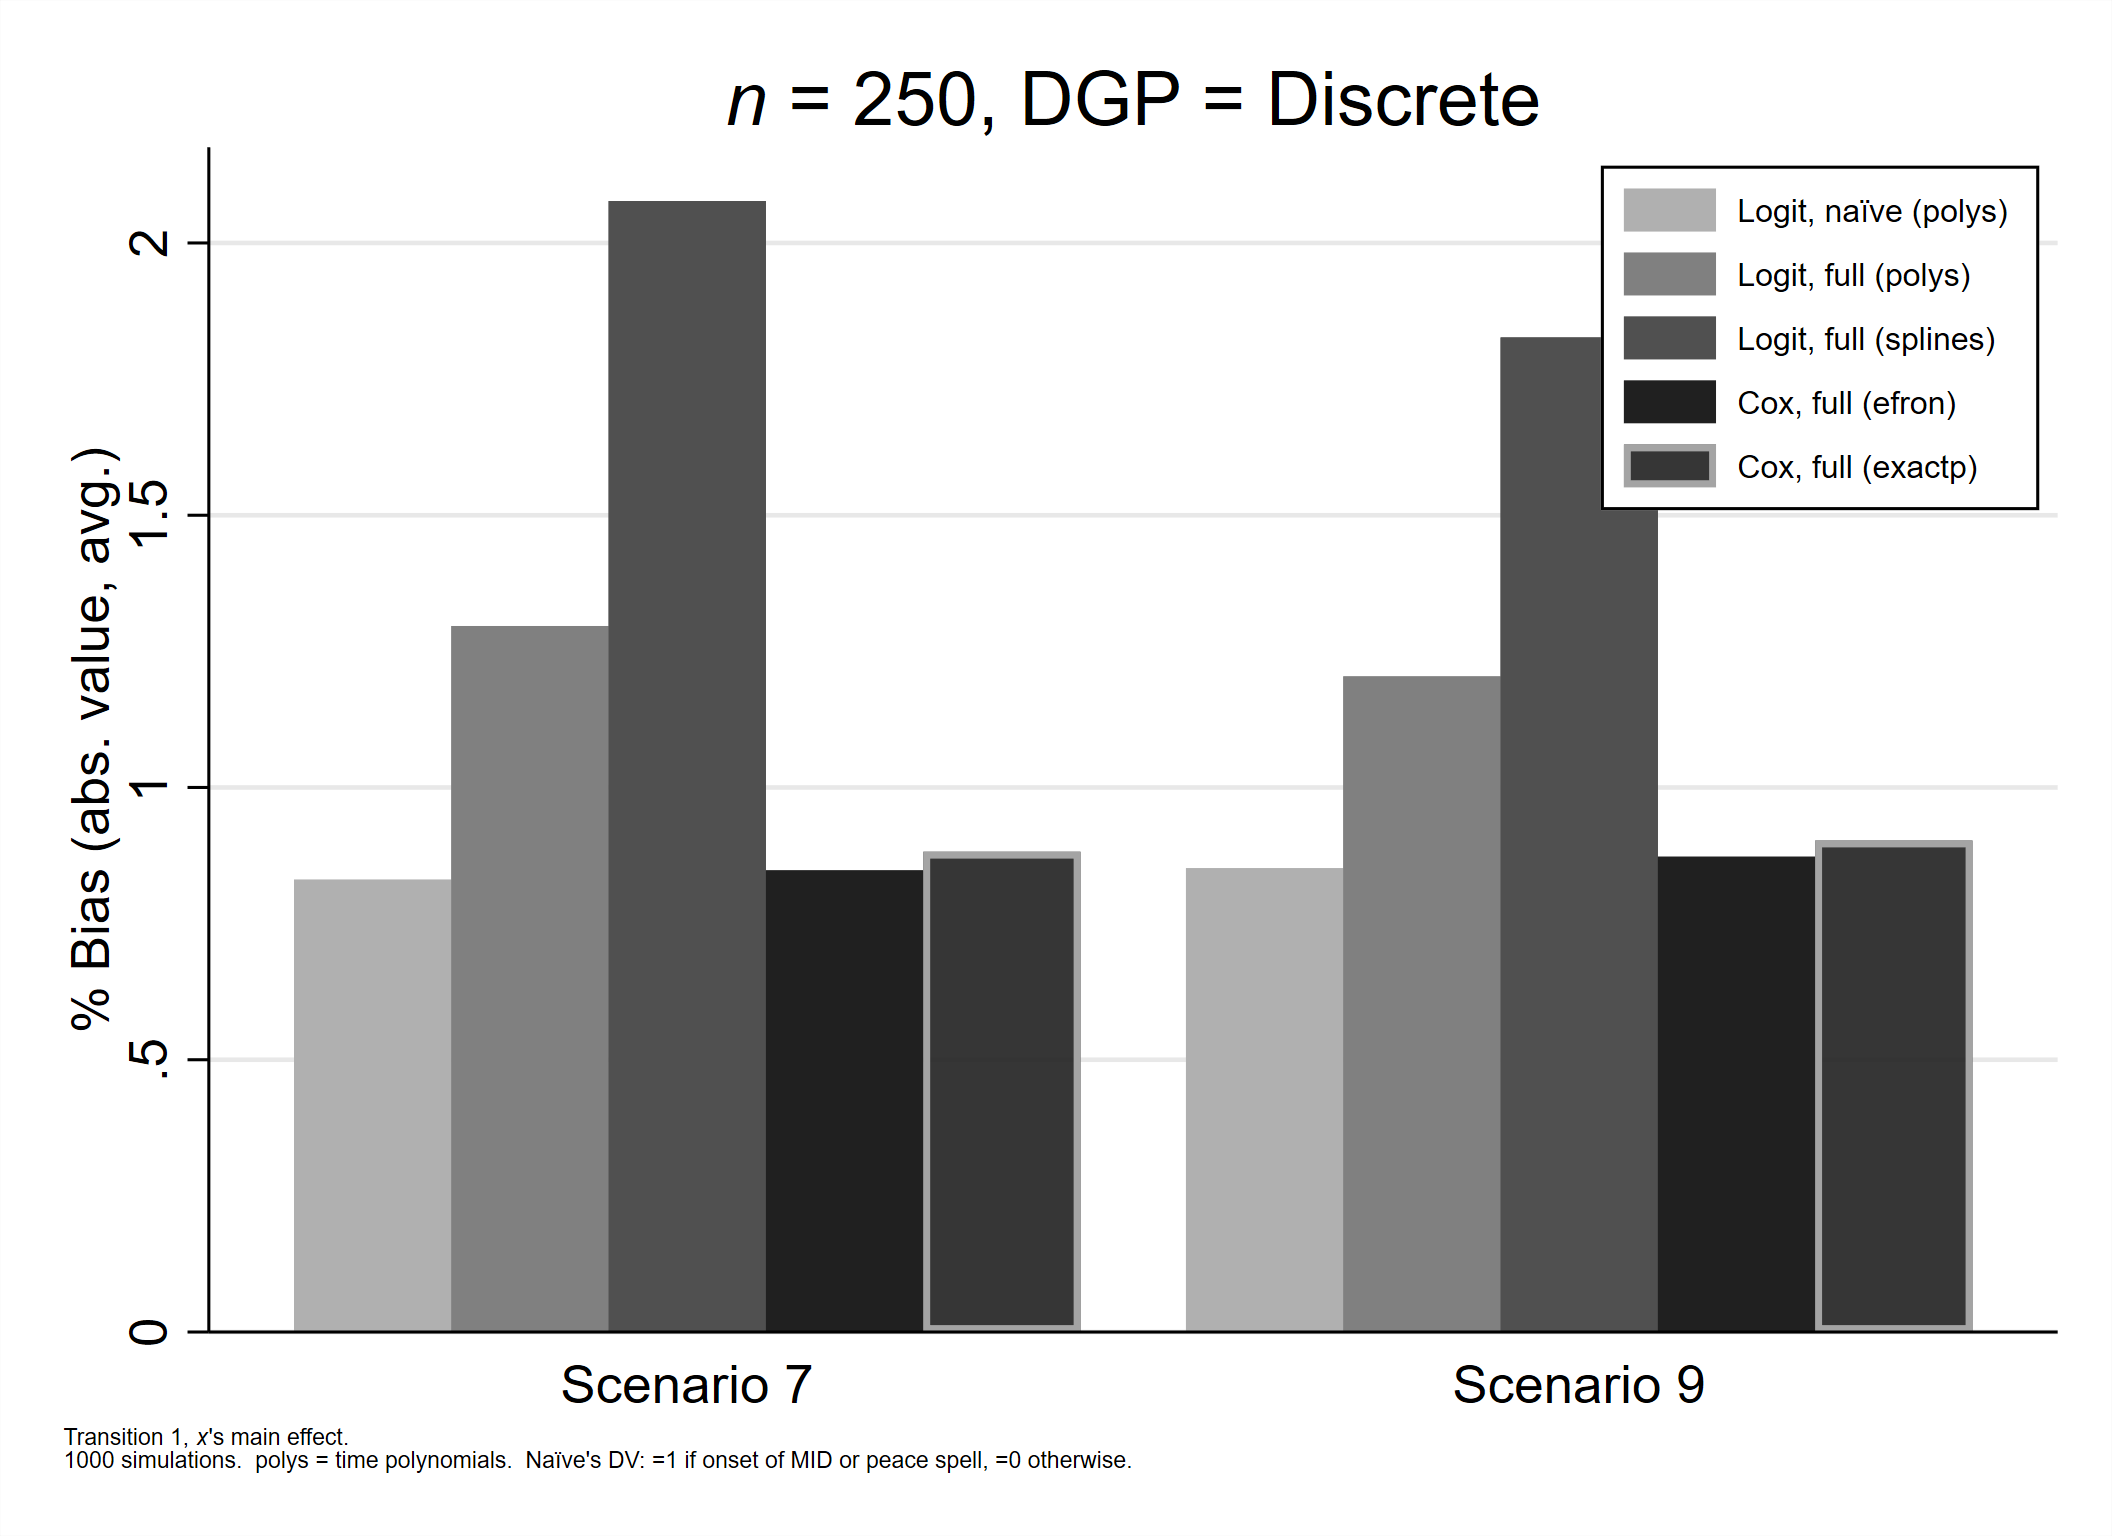 n = 250, DGP = Discrete
% Bias (abs. value, avg.)
2
1.5
1
.5
0
Logit, naïve (polys)
Logit, full (polys)
Logit, full (splines)
Cox, full (efron)
Cox, full (exactp)
Scenario 7
Scenario 9
Transition 1, x's main effect.
1000 simulations.  polys = time polynomials.  Naïve's DV: =1 if onset of MID or peace spell, =0 otherwise.